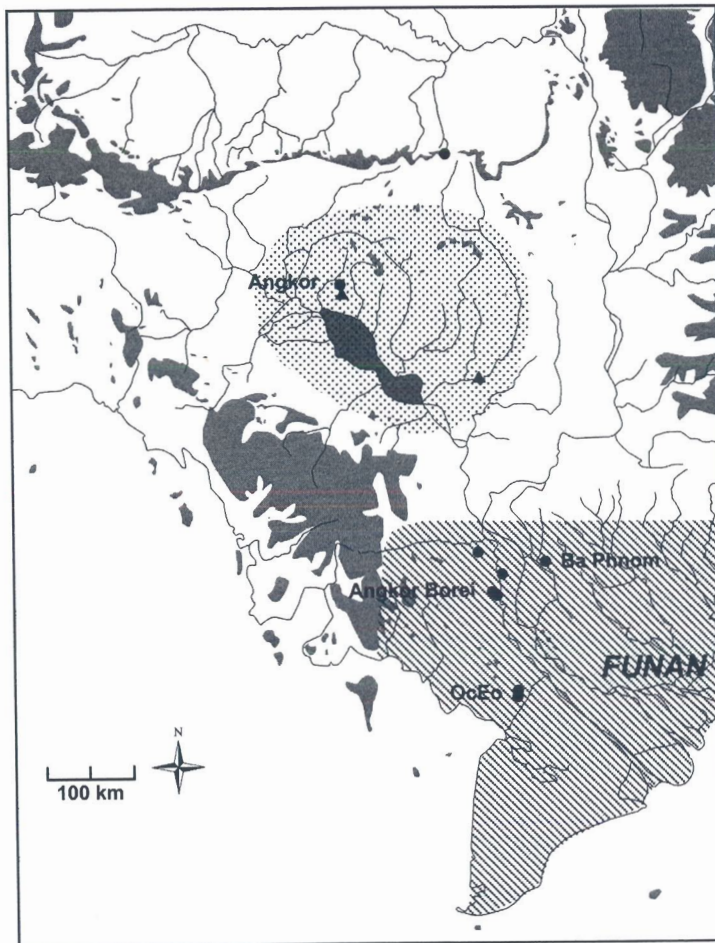 Angkor
Ba Phnom
Angkor Borei
FUNAN
OcEo
N
100 km